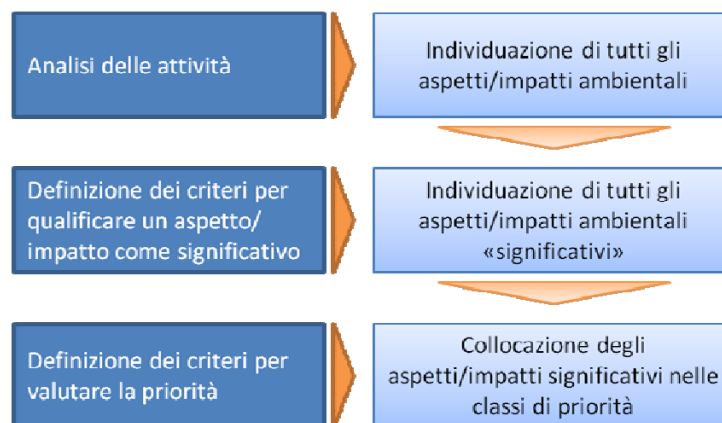 Analisi delle attività
Individuazione di tutti gli
aspetti/impatti ambientali
Definizione dei criteri per
qualificare un aspetto/
impatto come significativo
Individuazione di tutti gli
aspetti/impatti ambientali
«significativi»
Definizione dei criteri per
valutare la priorità
Collocazione degli
aspetti/impatti significativi nelle
classi di priorità